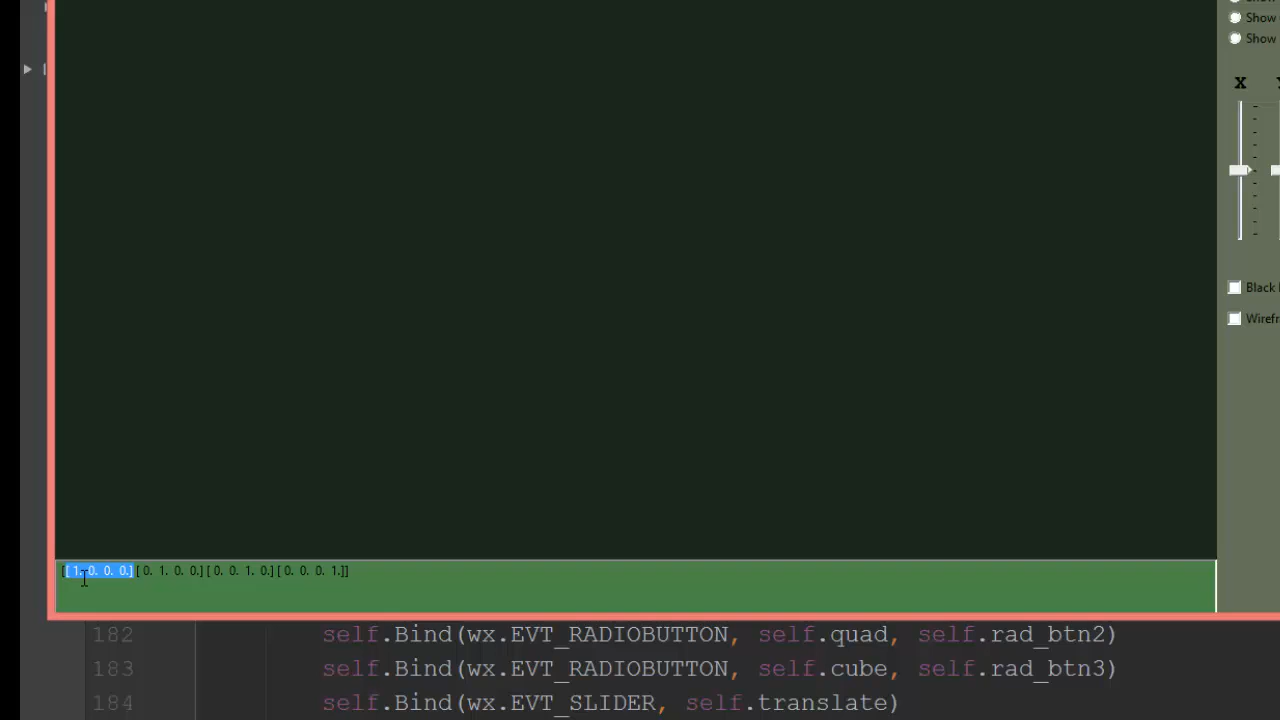 Show
Show
X
Black
Wirefr
[[ 1. 0. 0. 0.] [ 0. 1. 0. 0.] [ 0. 0. 1. 0.] [ 0. 0. 0. 1.]]
182 self.Bind(wx.EVT_RADIOBUTTON, self.quad, self.rad_btn2)
183 self.Bind(wx.EVT_RADIOBUTTON, self.cube, self.rad_btn3)
184 self.Bind(wx.EVT_SLIDER, self.translate)